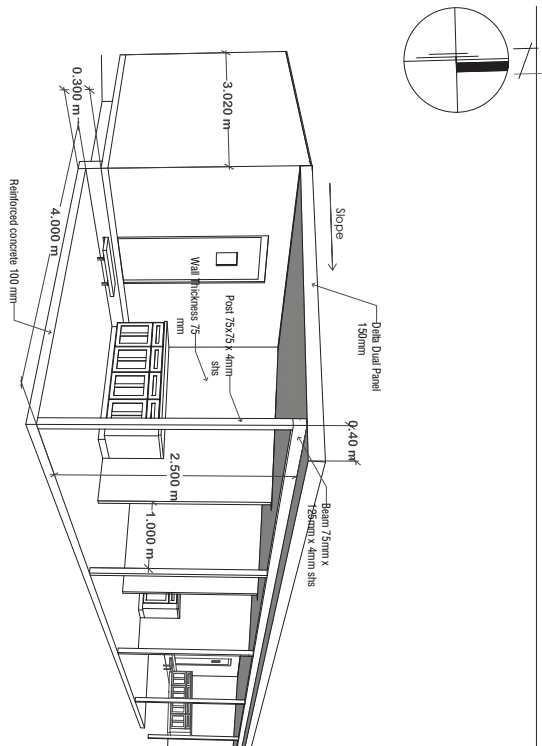 3.020 m
0.300 m
4.000 m
Reinforced concrete 100 mm
Slope
Delta Dual Panel
150mm
Wall Thickness 75
mm
Post 75x75 x 4mm
shs
0.40 m
2.500 m
Beam 75mm x
125mm x 4mm shs
1.000 m